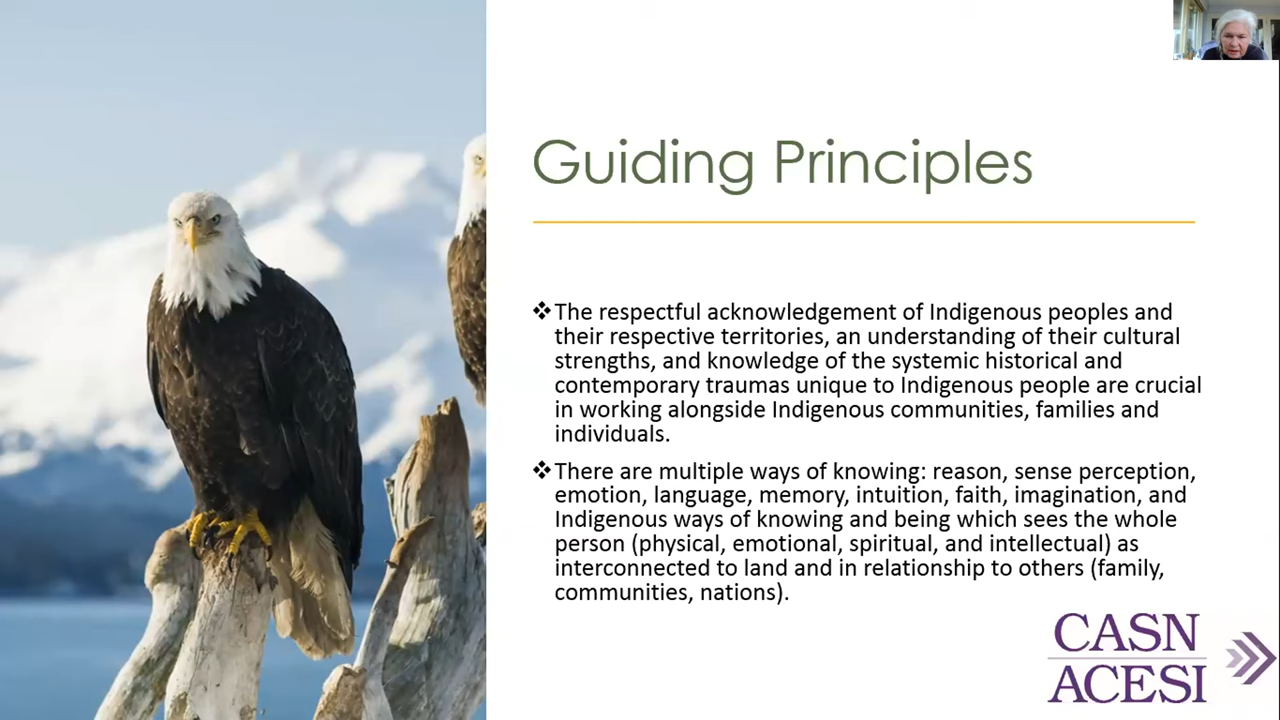 Guiding Principles
❖The respectful acknowledgement of Indigenous peoples and
their respective territories, an understanding of their cultural
strengths, and knowledge of the systemic historical and
contemporary traumas unique to Indigenous people are crucial
in working alongside Indigenous communities, families and
individuals.
❖There are multiple ways of knowing: reason, sense perception,
emotion, language, memory, intuition, faith, imagination, and
Indigenous ways of knowing and being which sees the whole
person (physical, emotional, spiritual, and intellectual) as
interconnected to land and in relationship to others (family,
communities, nations).
CASN
ACESI